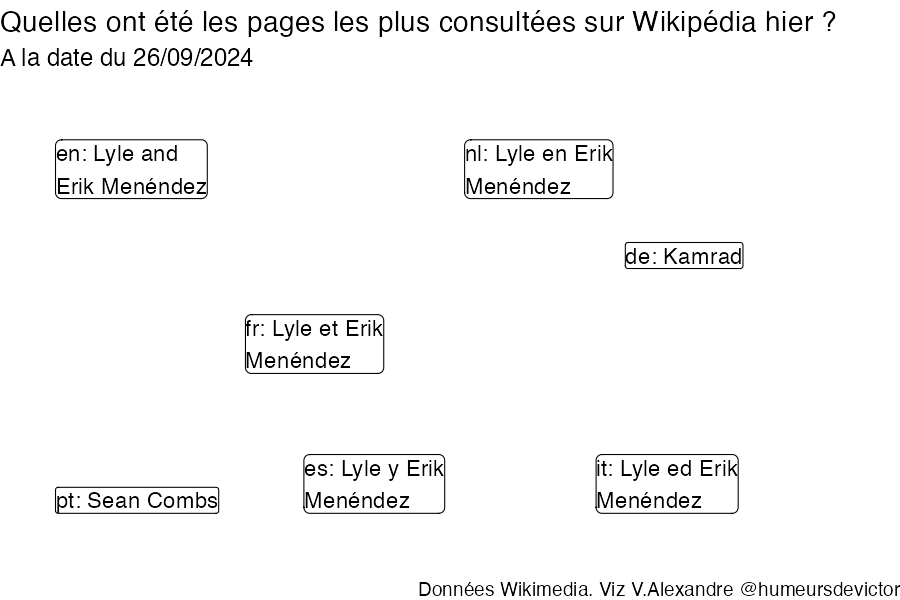 Quelles ont été les pages les plus consultées sur Wikipédia hier ?
A la date du 26/09/2024
en: Lyle and
Erik Menéndez
nl: Lyle en Erik
Menéndez
de: Kamrad
fr: Lyle et Erik
Menéndez
es: Lyle y Erik
Menéndez
it: Lyle ed Erik
Menéndez
pt: Sean Combs
Données Wikimedia. Viz V.Alexandre @humeursdevictor